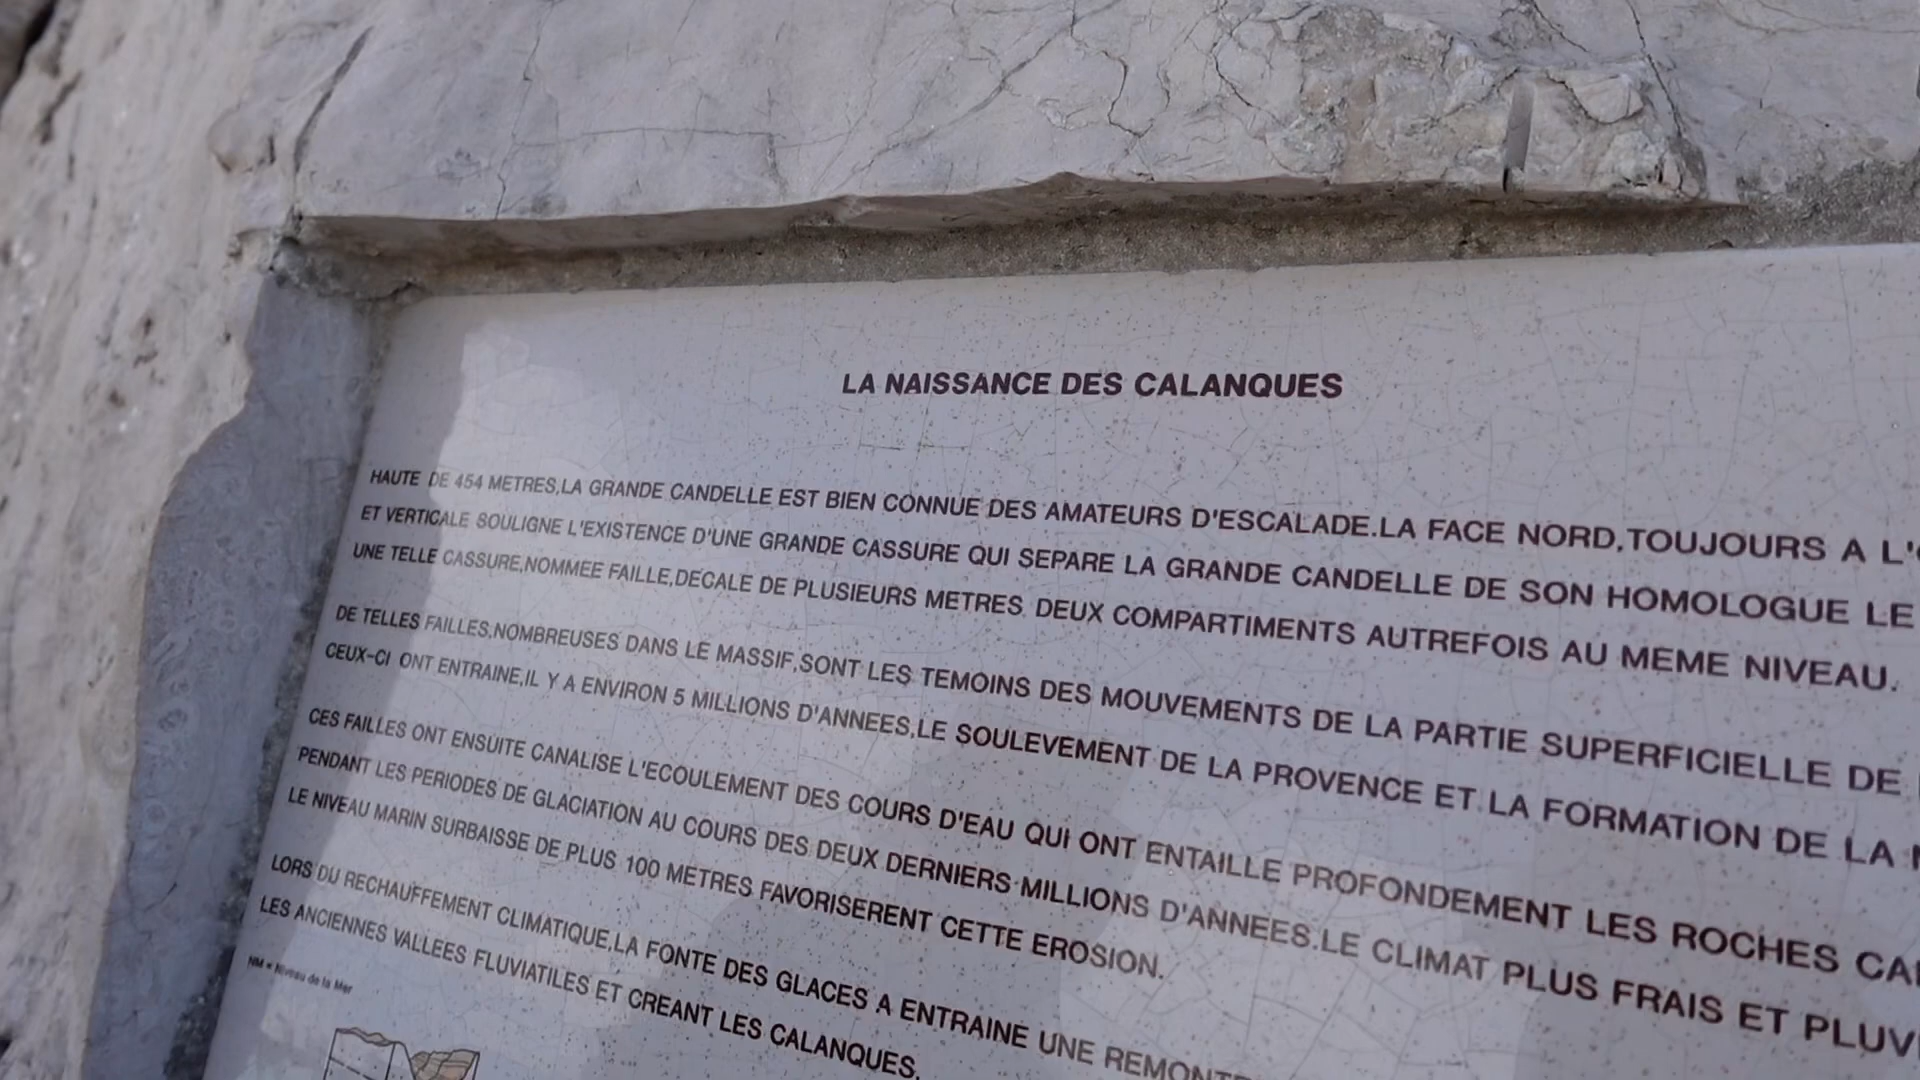 LA NAISSANCE DES CALANQUES
HAUTE DE 454 METRES,LA GRANDE CANDELLE EST BIEN CONNUE DES AMATEURS D'ESCALADE.LA FACE NORD,TOUJOURS A
ET VERTICALE SOULIGNE L'EXISTENCE D'UNE GRANDE CASSURE QUI SEPARE LA GRANDE CANDELLE DE SON HOMOLOGUE LE
UNE TELLE CASSURE,NOMMEE FAILLE,DECALE DE PLUSIEURS METRES DEUX COMPARTIMENTS AUTREFOIS AU MEME NIVEAU.
DE TELLES FAILLES,NOMBREUSES DANS LE MASSIF,SONT LES TEMOINS DES MOUVEMENTS DE LA PARTIE SUPERFICIELLE DE
CEUX-CI ONT ENTRAINE,IL Y A ENVIRON 5 MILLIONS D'ANNEES,LE SOULEVEMENT DE LA PROVENCE ET LA FORMATION DE LA
CES FAILLES ONT ENSUITE CANALISE L'ECOULEMENT DES COURS D'EAU QUI ONT ENTAILLE PROFONDEMENT LES ROCHES
PENDANT LES PERIODES DE GLACIATION AU COURS DES DEUX DERNIERS MILLIONS D'ANNEES.LE CLIMAT PLUS FRAIS ET
LE NIVEAU MARIN SURBAISSE DE PLUS 100 METRES FAVORISERENT CETTE EROSION.
LORS DU RECHAUFFEMENT CLIMATIQUE,LA FONTE DES GLACES A ENTRAINE UNE
LES ANCIENNES VALLEES FLUVIATILES ET CREANT LES CALANQUES.
NM = Niveau de la Mer